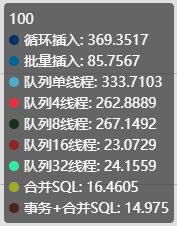 100
循环插入: 369.3517
批量插入: 85.7567
队列单线程: 333.7103
队列4线程: 262.8889
队列8线程: 267.1492
队列16线程: 23.0729
队列32线程: 24.1559
合并SQL: 16.4605
事务+合并SQL: 14.975